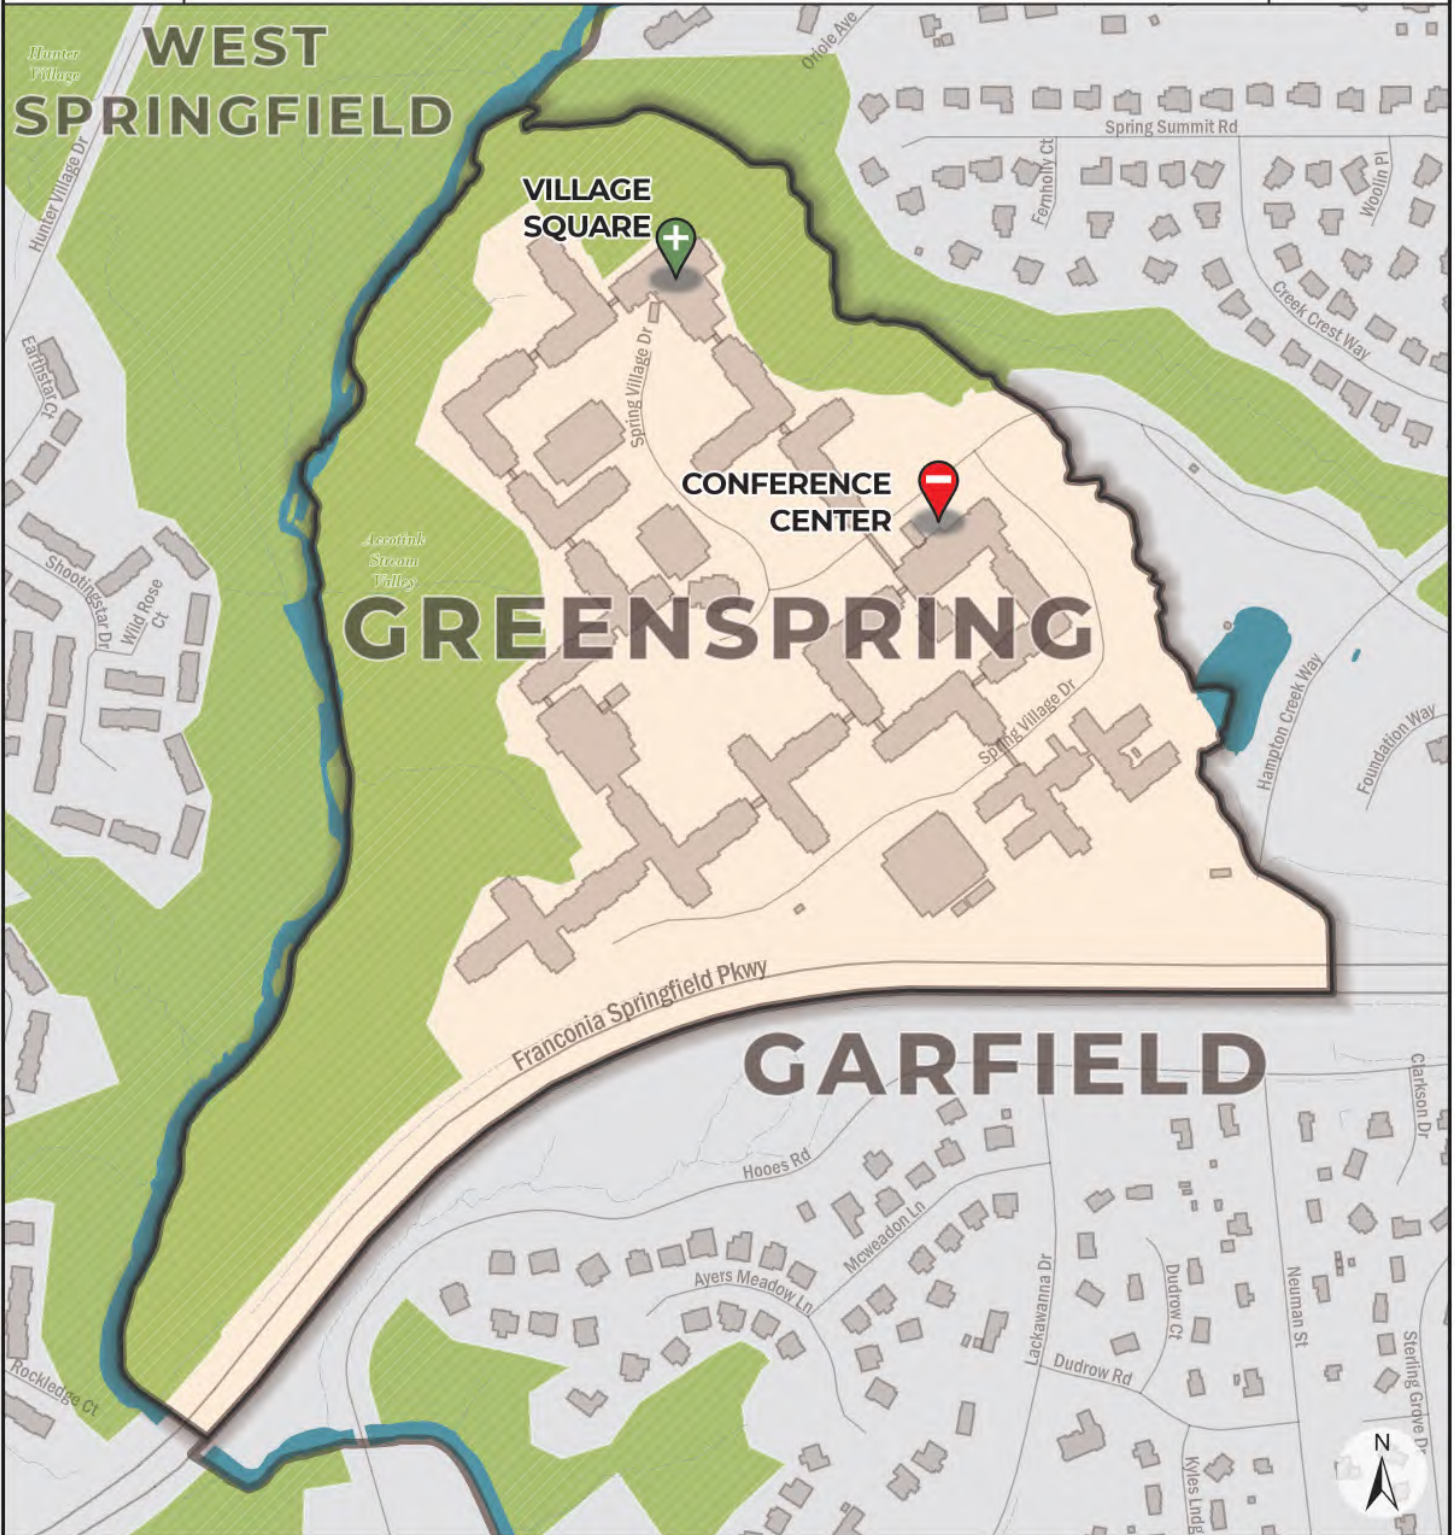 WEST
SPRINGFIELD
Hunter
Village
Hunter Village Dr
Oriole Ave
Spring Summit Rd
Fernholly Ct
Woolin Pl
VILLAGE
SQUARE
Creek Crest Way
Earthstar Ct
Spring Village Dr
CONFERENCE
CENTER
Accotink
Stream
Valley
Shootingstar Dr
Wild Rose
Ct
GREENSPRING
Spring Village Dr
Hampton Creek Way
Foundation Way
Franconia Springfield Pkwy
GARFIELD
Clarkson Dr
Hooes Rd
Mcweadon Ln
Ayers Meadow Ln
Lackawanna Dr
Dudrow Ct
Neuman St
Dudrow Rd
Sterling Grove Dr
Rockledge Ct
Kyles Lndg
N